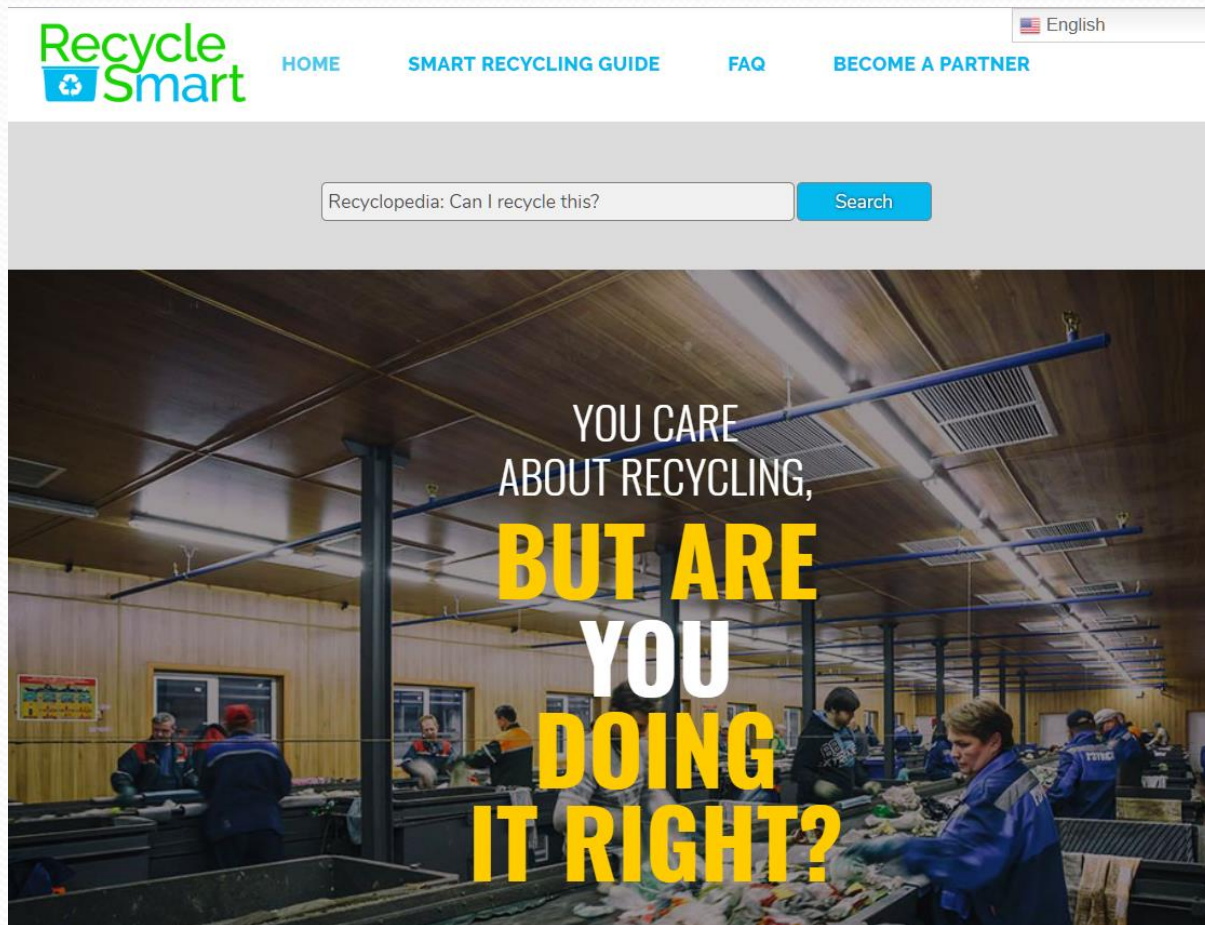 English
Recycle
Smart
HOME SMART RECYCLING GUIDE FAQ BECOME A PARTNER
Recyclopedia: Can I recycle this? Search
YOU CARE
ABOUT RECYCLING,
BUT ARE
YOU
DOING
IT RIGHT?